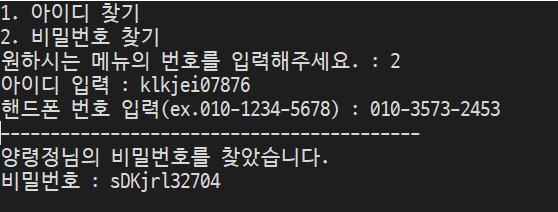 1. 아이디 찾기
2. 비밀번호 찾기
원하시는 메뉴의 번호를 입력해주세요. : 2
아이디 입력 : klkjei07876
핸드폰 번호 입력(ex.010-1234-5678) : 010-3573-2453
------------------------------------------
양령정님의 비밀번호를 찾았습니다.
비밀번호 : sDKjrl32704